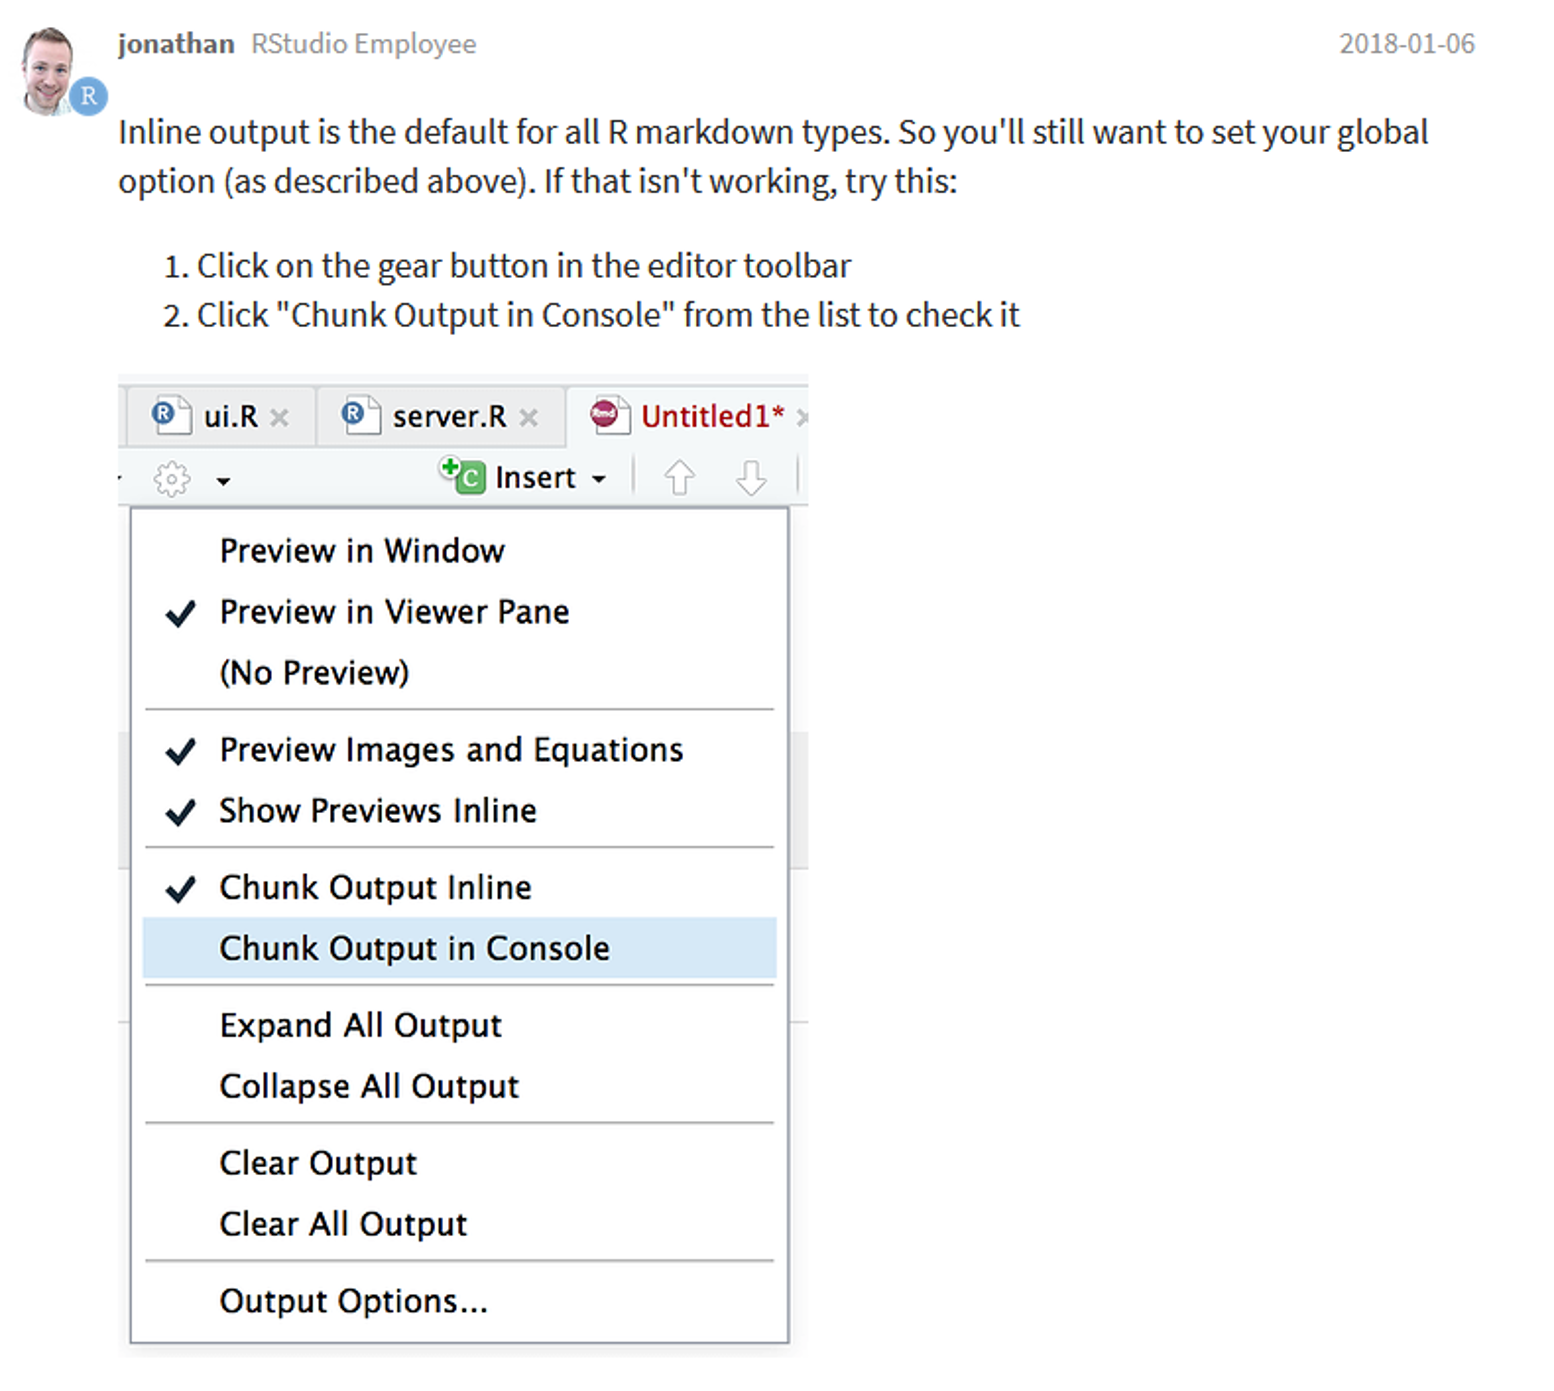 jonathan RStudio Employee 2018-01-06
R
Inline output is the default for all R markdown types. So you'll still want to set your global
option (as described above). If that isn't working, try this:
1. Click on the gear button in the editor toolbar
2. Click "Chunk Output in Console" from the list to check it
R ui.R × R server.R × Rmd Untitled1* ×
C Insert
Preview in Window
✔ Preview in Viewer Pane
(No Preview)
✔ Preview Images and Equations
✔ Show Previews Inline
✔ Chunk Output Inline
Chunk Output in Console
Expand All Output
Collapse All Output
Clear Output
Clear All Output
Output Options...